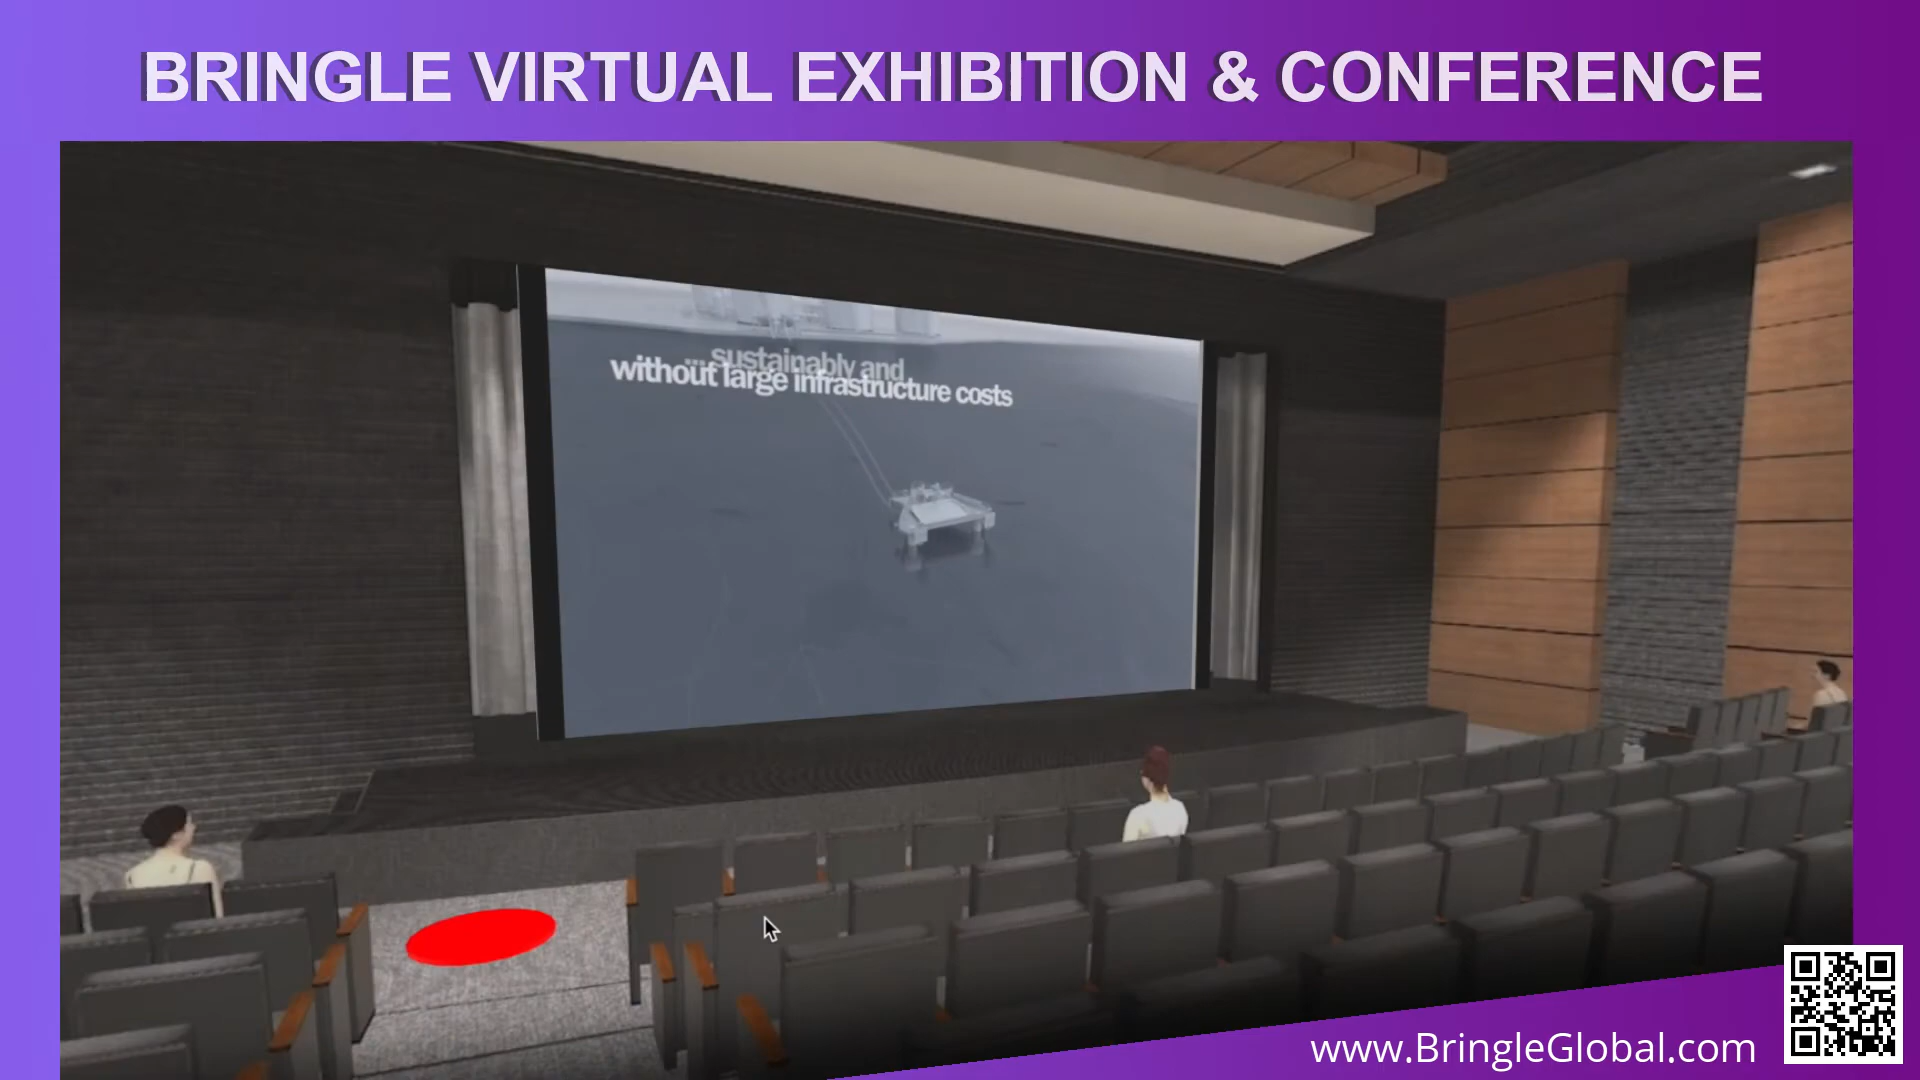 BRINGLE VIRTUAL EXHIBITION & CONFERENCE
... sustainably and
without large infrastructure costs
www.BringleGlobal.com